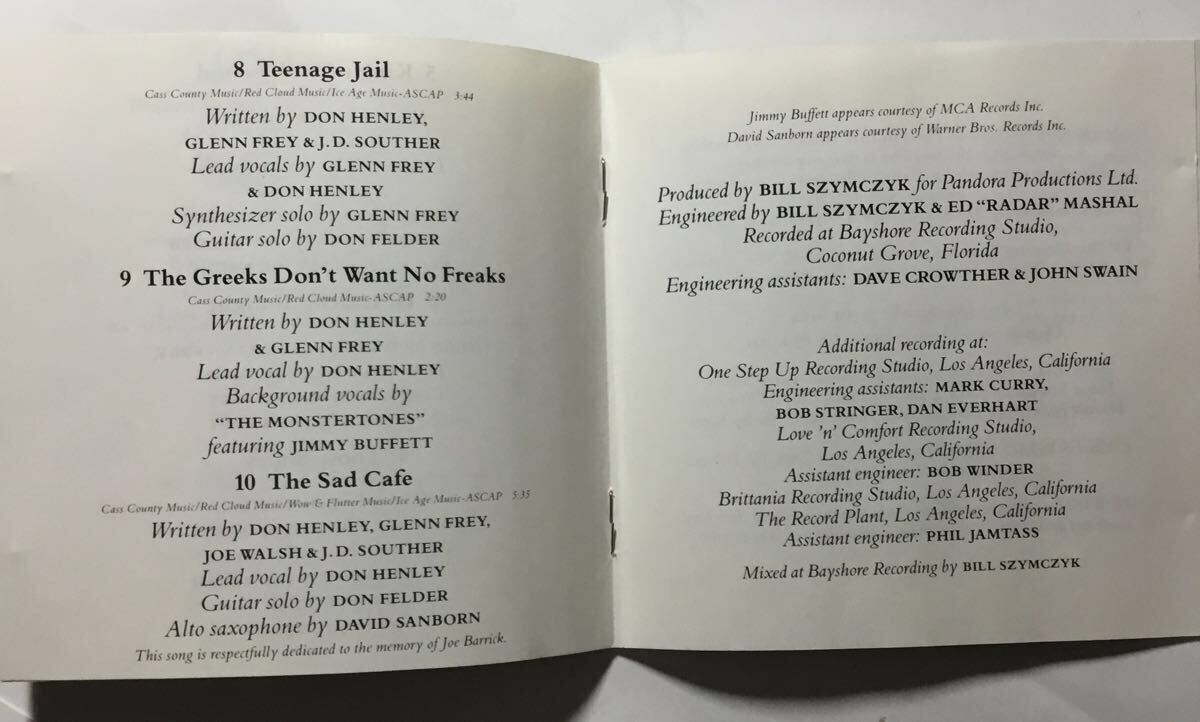 8 Teenage Jail
Cass County Music/Red Cloud Music/Ice Age Music-ASCAP 3:44
Written by DON HENLEY,
GLENN FREY & J.D. SOUTHER
Lead vocals by GLENN FREY
& DON HENLEY
Synthesizer solo by GLENN FREY
Guitar solo by DON FELDER
9 The Greeks Don't Want No Freaks
Cass County Music/Red Cloud Music-ASCAP 2:20
Written by DON HENLEY
& GLENN FREY
Lead vocal by DON HENLEY
Background vocals by
"THE MONSTERTONES"
featuring JIMMY BUFFETT
10 The Sad Cafe
Cass County Music/Red Cloud Music/Wow & Flutter Music/Ice Age Music-ASCAP 5:35
Written by DON HENLEY, GLENN FREY,
JOE WALSH & J.D. SOUTHER
Lead vocal by DON HENLEY
Guitar solo by DON FELDER
Alto saxophone by DAVID SANBORN
This song is respectfully dedicated to the memory of Joe Barrick.
Jimmy Buffett appears courtesy of MCA Records Inc.
David Sanborn appears courtesy of Warner Bros. Records Inc.
Produced by BILL SZYMCZYK for Pandora Productions Ltd.
Engineered by BILL SZYMCZYK & ED "RADAR" MASHAL
Recorded at Bayshore Recording Studio,
Coconut Grove, Florida
Engineering assistants: DAVE CROWTHER & JOHN SWAIN
Additional recording at:
One Step Up Recording Studio, Los Angeles, California
Engineering assistants: MARK CURRY,
BOB STRINGER, DAN EVERHART
Love 'n' Comfort Recording Studio,
Los Angeles, California
Assistant engineer: BOB WINDER
Brittania Recording Studio, Los Angeles, California
The Record Plant, Los Angeles, California
Assistant engineer: PHIL JAMTASS
Mixed at Bayshore Recording by BILL SZYMCZYK